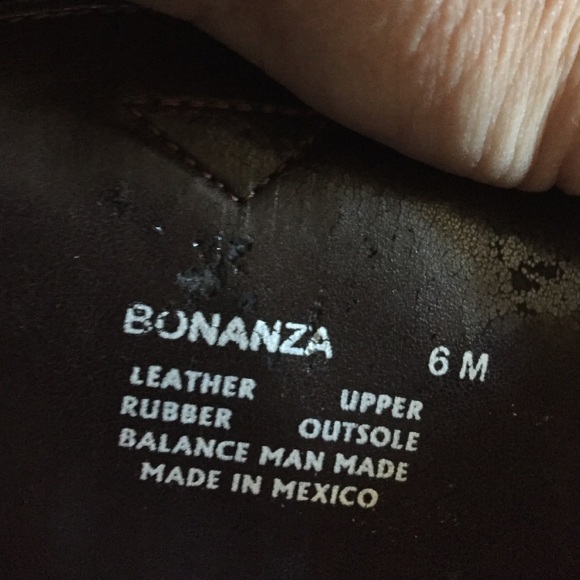 BONANZA 6 M
LEATHER UPPER
RUBBER OUTSOLE
BALANCE MAN MADE
MADE IN MEXICO